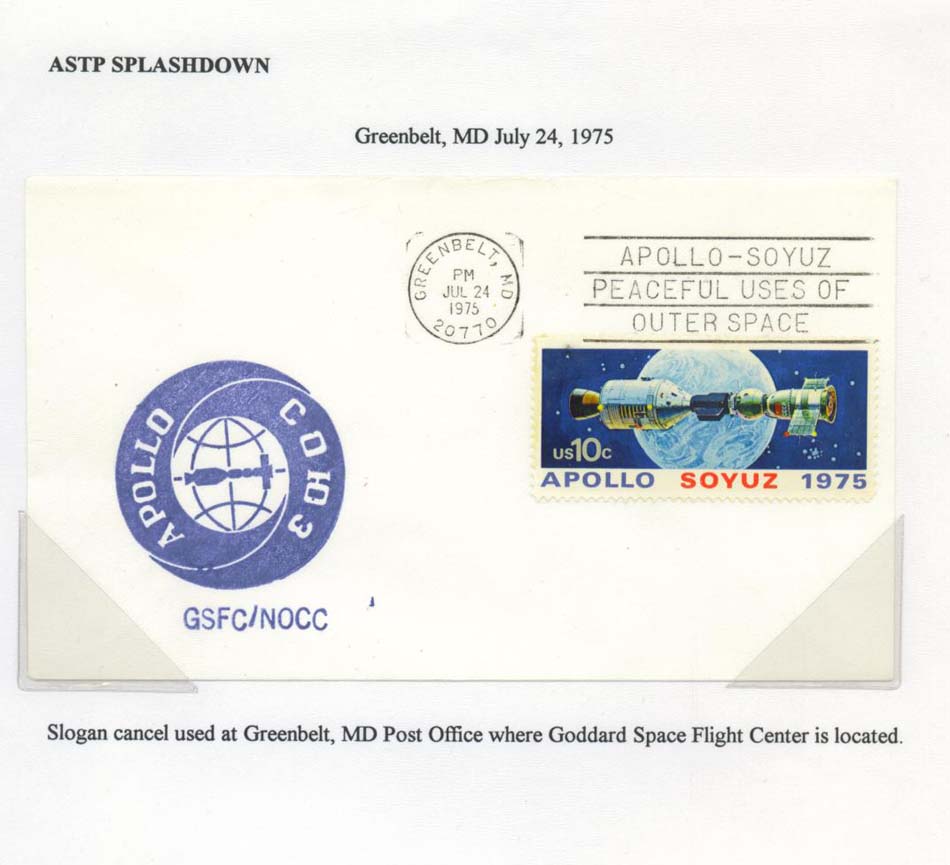 ASTP SPLASHDOWN
Greenbelt, MD July 24, 1975
GREENBELT, MD
PM
JUL 24
1975
20770
APOLLO-SOYUZ
PEACEFUL USES OF
OUTER SPACE
US 10c
APOLLO SOYUZ 1975
APOLLO
СОЮЗ
GSFC/NOCC
Slogan cancel used at Greenbelt, MD Post Office where Goddard Space Flight Center is located.